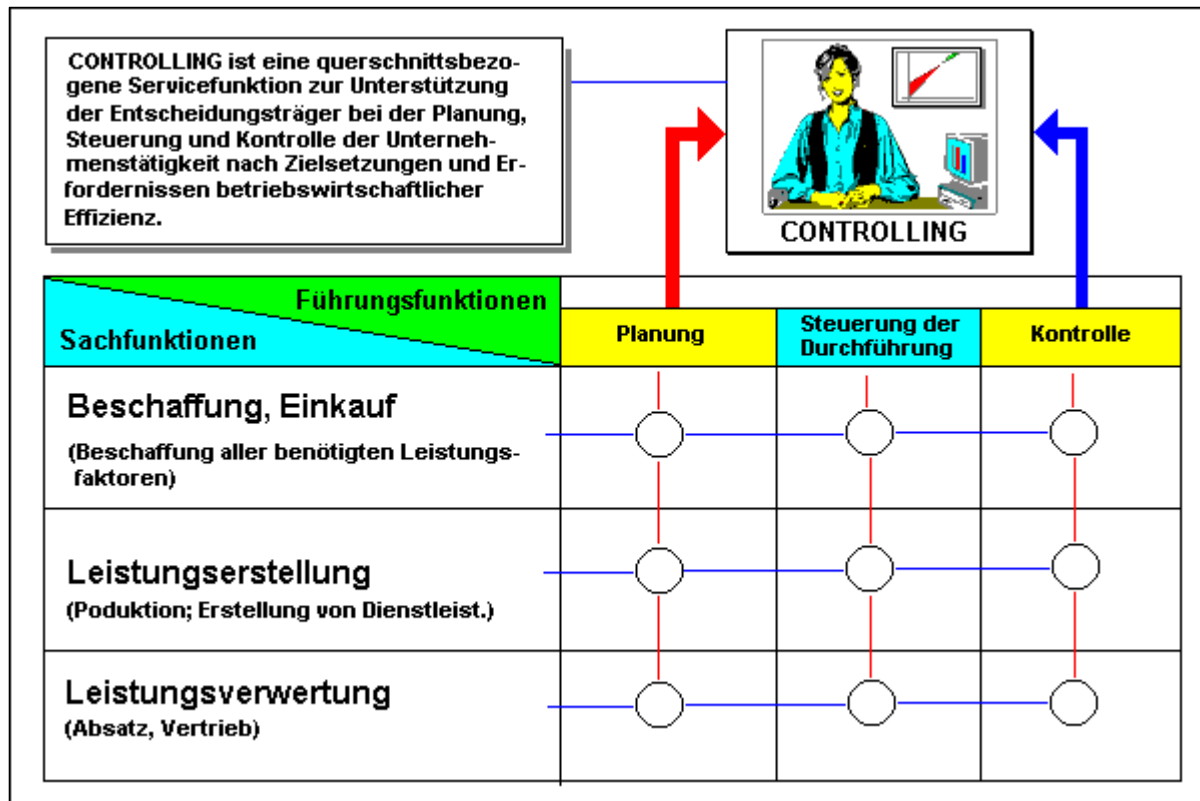 CONTROLLING ist eine querschnittsbezo-
gene Servicefunktion zur Unterstützung
der Entscheidungsträger bei der Planung,
Steuerung und Kontrolle der Unterneh-
menstätigkeit nach Zielsetzungen und Er-
fordernissen betriebswirtschaftlicher
Effizienz.
CONTROLLING
Führungsfunktionen
Sachfunktionen
Planung
Steuerung der
Durchführung
Kontrolle
Beschaffung, Einkauf
(Beschaffung aller benötigten Leistungs-
faktoren)
Leistungserstellung
(Poduktion; Erstellung von Dienstleist.)
Leistungsverwertung
(Absatz, Vertrieb)